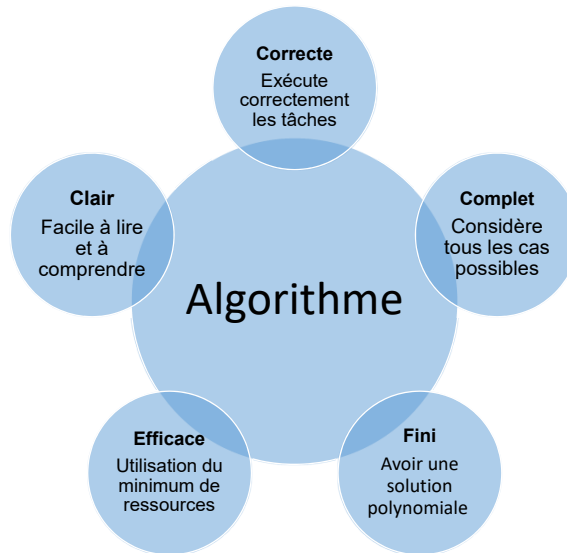 Correcte
Exécute
correctement
les tâches
Clair
Facile à lire
et à
comprendre
Complet
Considère
tous les cas
possibles
Algorithme
Efficace
Utilisation du
minimum de
ressources
Fini
Avoir une
solution
polynomiale